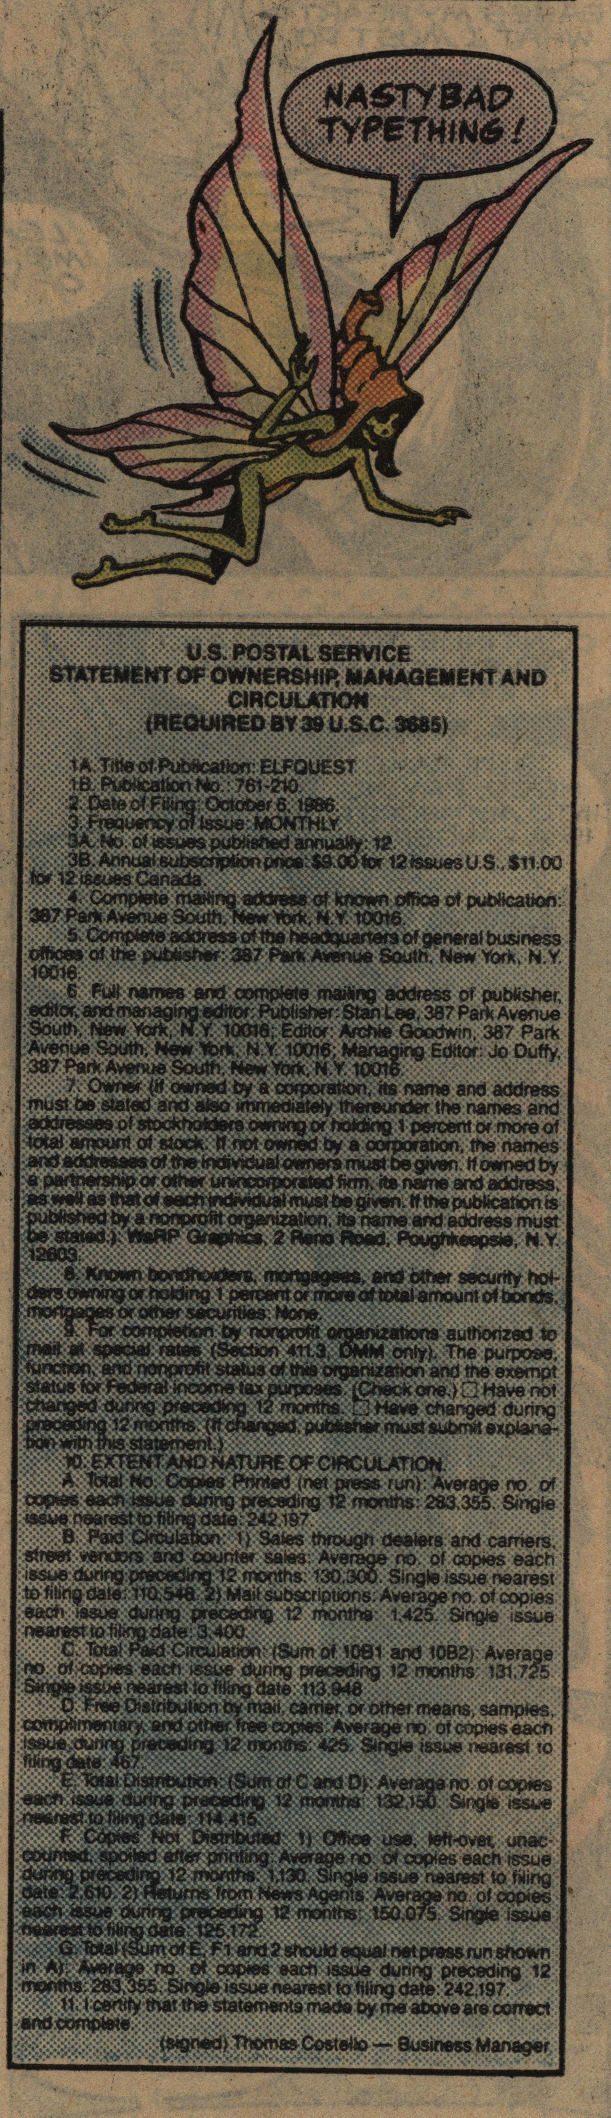 NASTYBAD
TYPETHING!
U.S. POSTAL SERVICE
STATEMENT OF OWNERSHIP, MANAGEMENT AND
CIRCULATION
(REQUIRED BY 39 U.S.C. 3685)
1A. Title of Publication: ELFQUEST
1B. Publication No.: 761-210.
2. Date of Filing: October 6, 1986.
3. Frequency of Issue: MONTHLY.
3A. No. of issues published annually: 12.
3B. Annual subscription price: $9.00 for 12 issues U.S., $11.00
for 12 issues Canada.
4. Complete mailing address of known office of publication:
387 Park Avenue South, New York, N.Y. 10016.
5. Complete address of the headquarters of general business
offices of the publisher: 387 Park Avenue South, New York, N.Y.
10016.
6. Full names and complete mailing address of publisher,
editor, and managing editor: Publisher: Stan Lee, 387 Park Avenue
South, New York, N.Y. 10016; Editor: Archie Goodwin, 387 Park
Avenue South, New York, N.Y. 10016; Managing Editor: Jo Duffy,
387 Park Avenue South, New York, N.Y. 10016.
7. Owner (if owned by a corporation, its name and address
must be stated and also immediately thereunder the names and
addresses of stockholders owning or holding 1 percent or more of
total amount of stock. If not owned by a corporation, the names
and addresses of the individual owners must be given. If owned by
a partnership or other unincorporated firm, its name and address,
as well as that of each individual must be given. If the publication is
published by a nonprofit organization, its name and address must
be stated.): WaRP Graphics, 2 Reno Road, Poughkeepsie, N.Y.
12603.
8. Known bondholders, mortgagees, and other security hol-
ders owning or holding 1 percent or more of total amount of bonds,
mortgages or other securities: None.
9. For completion by nonprofit organizations authorized to
mail at special rates (Section 411.3, DMM only). The purpose,
function, and nonprofit status of this organization and the exempt
status for Federal income tax purposes: (Check one.) ☐ Have not
changed during preceding 12 months. ☐ Have changed during
preceding 12 months. (If changed, publisher must submit explana-
tion with this statement.)
10. EXTENT AND NATURE OF CIRCULATION.
A. Total No. Copies Printed (net press run): Average no. of
copies each issue during preceding 12 months: 283,355. Single
issue nearest to filing date: 242,197.
B. Paid Circulation: 1) Sales through dealers and carriers,
street vendors and counter sales: Average no. of copies each
issue during preceding 12 months: 130,300. Single issue nearest
to filing date: 110,548. 2) Mail subscriptions: Average no. of copies
each issue during preceding 12 months: 1,425. Single issue
nearest to filing date: 3,400.
C. Total Paid Circulation: (Sum of 10B1 and 10B2): Average
no. of copies each issue during preceding 12 months: 131,725.
Single issue nearest to filing date: 113,948.
D. Free Distribution by mail, carrier, or other means, samples,
complimentary, and other free copies: Average no. of copies each
issue during preceding 12 months: 425. Single issue nearest to
filing date: 467.
E. Total Distribution: (Sum of C and D): Average no. of copies
each issue during preceding 12 months: 132,150. Single issue
nearest to filing date: 114,415.
F. Copies Not Distributed: 1) Office use, left-over, unac-
counted, spoiled after printing: Average no. of copies each issue
during preceding 12 months: 1,130. Single issue nearest to filing
date: 2,610. 2) Returns from News Agents: Average no. of copies
each issue during preceding 12 months: 150,075. Single issue
nearest to filing date: 125,172.
G. Total (Sum of E, F1 and 2 should equal net press run shown
in A): Average no. of copies each issue during preceding 12
months: 283,355. Single issue nearest to filing date: 242,197.
11. I certify that the statements made by me above are correct
and complete.
(signed) Thomas Costello — Business Manager